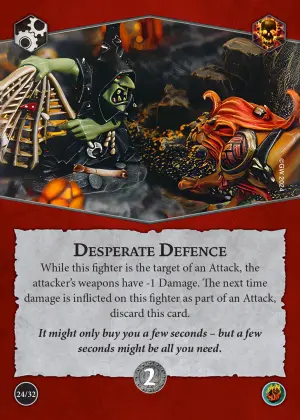 ©GW 2024
DESPERATE DEFENCE
While this fighter is the target of an Attack, the
attacker's weapons have -1 Damage. The next time
damage is inflicted on this fighter as part of an Attack,
discard this card.
It might only buy you a few seconds – but a few
seconds might be all you need.
24/32
2